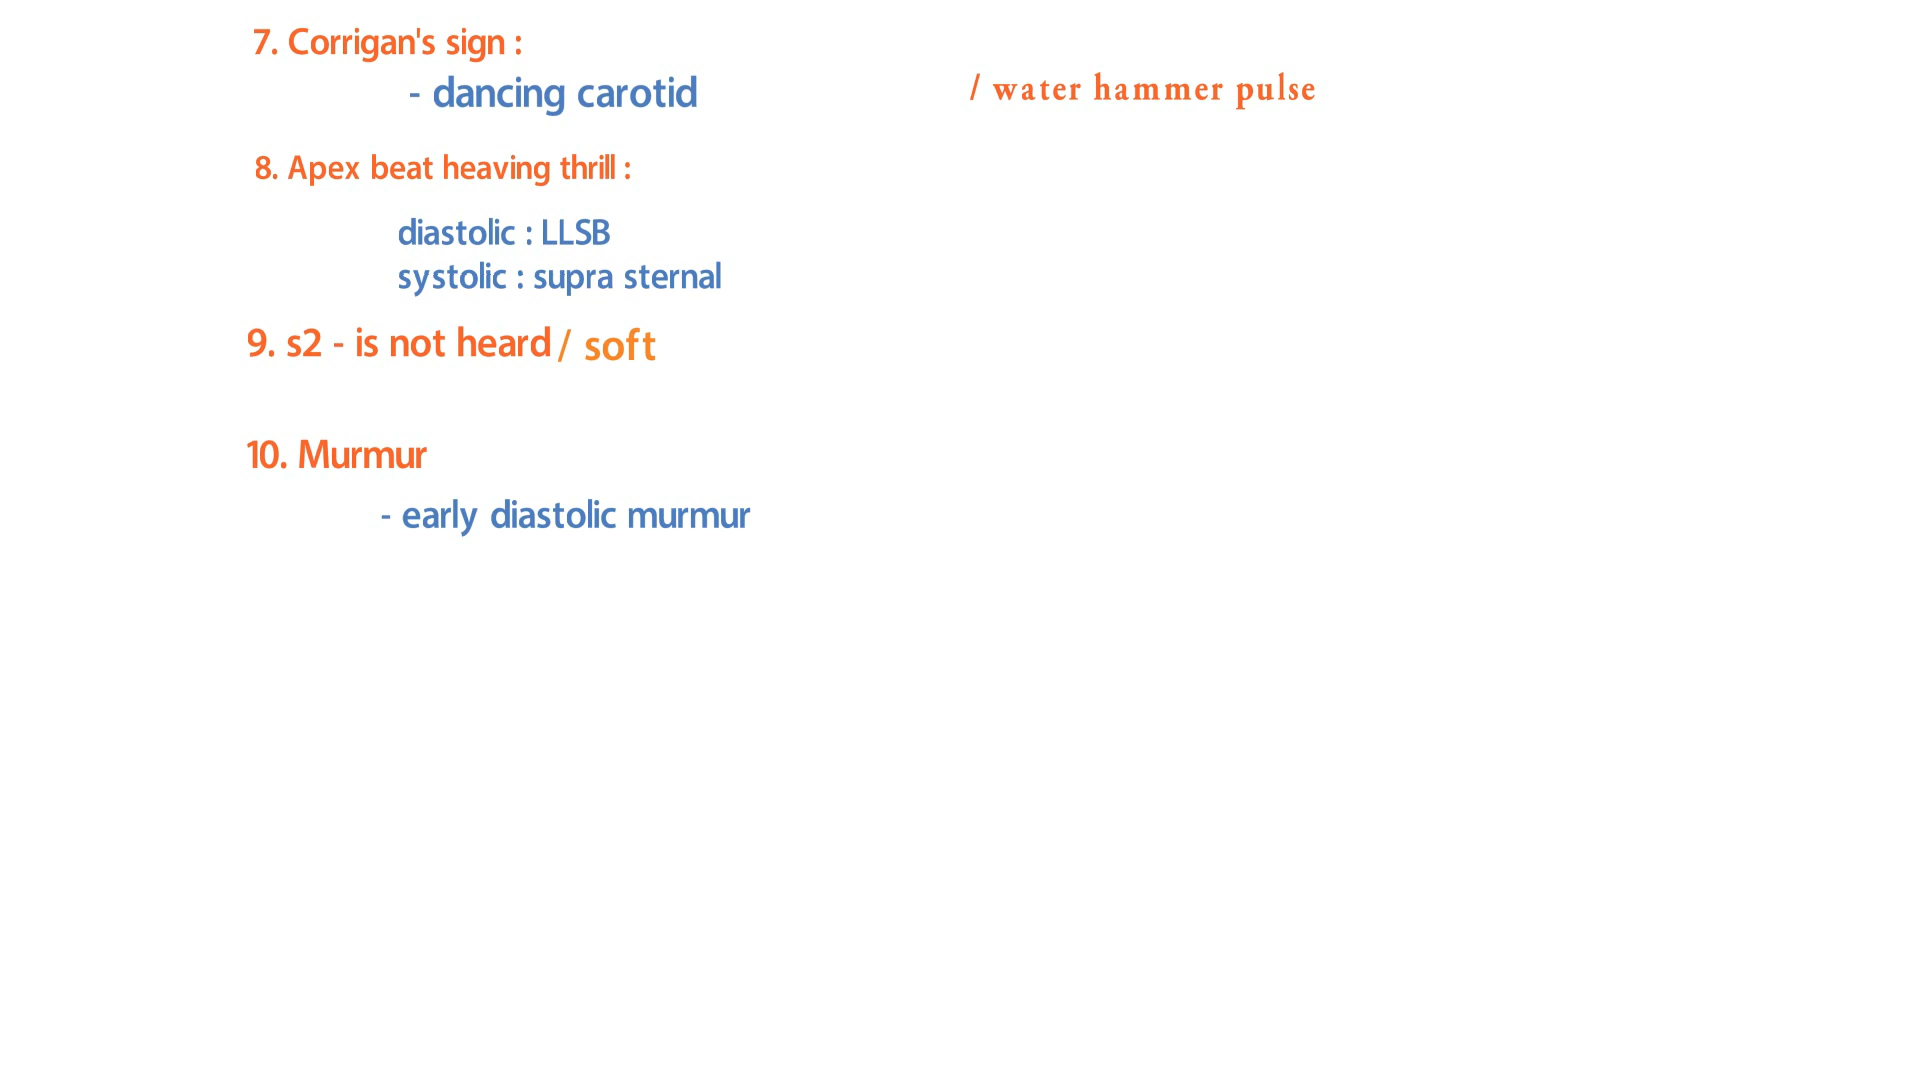 7. Corrigan's sign :
- dancing carotid / water hammer pulse
8. Apex beat heaving thrill :
diastolic : LLSB
systolic : supra sternal
9. s2 - is not heard / soft
10. Murmur
- early diastolic murmur